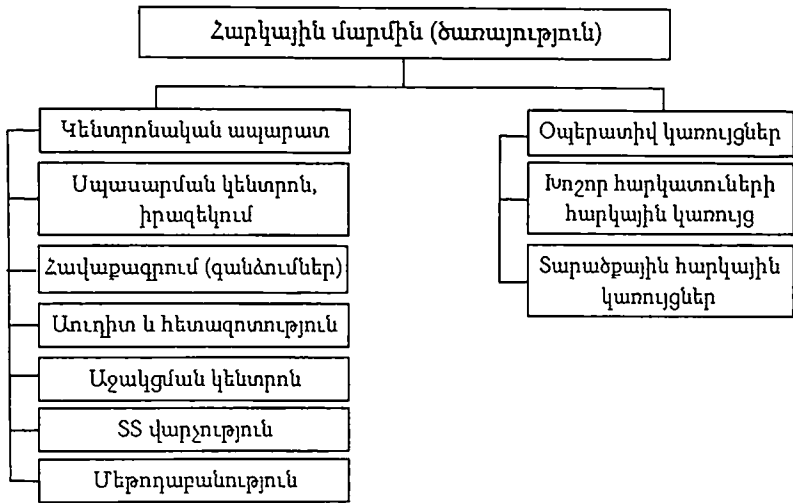 Հարկային մարմին (ծառայություն)
Կենտրոնական ապարատ
Սպասարման կենտրոն,
իրազեկում
Հավաքագրում (գանձումներ)
Աուդիտ և հետազոտություն
Աջակցման կենտրոն
ՏՏ վարչություն
Մեթոդաբանություն
Օպերատիվ կառույցներ
Խոշոր հարկատուների
հարկային կառույց
Տարածքային հարկային
կառույցներ